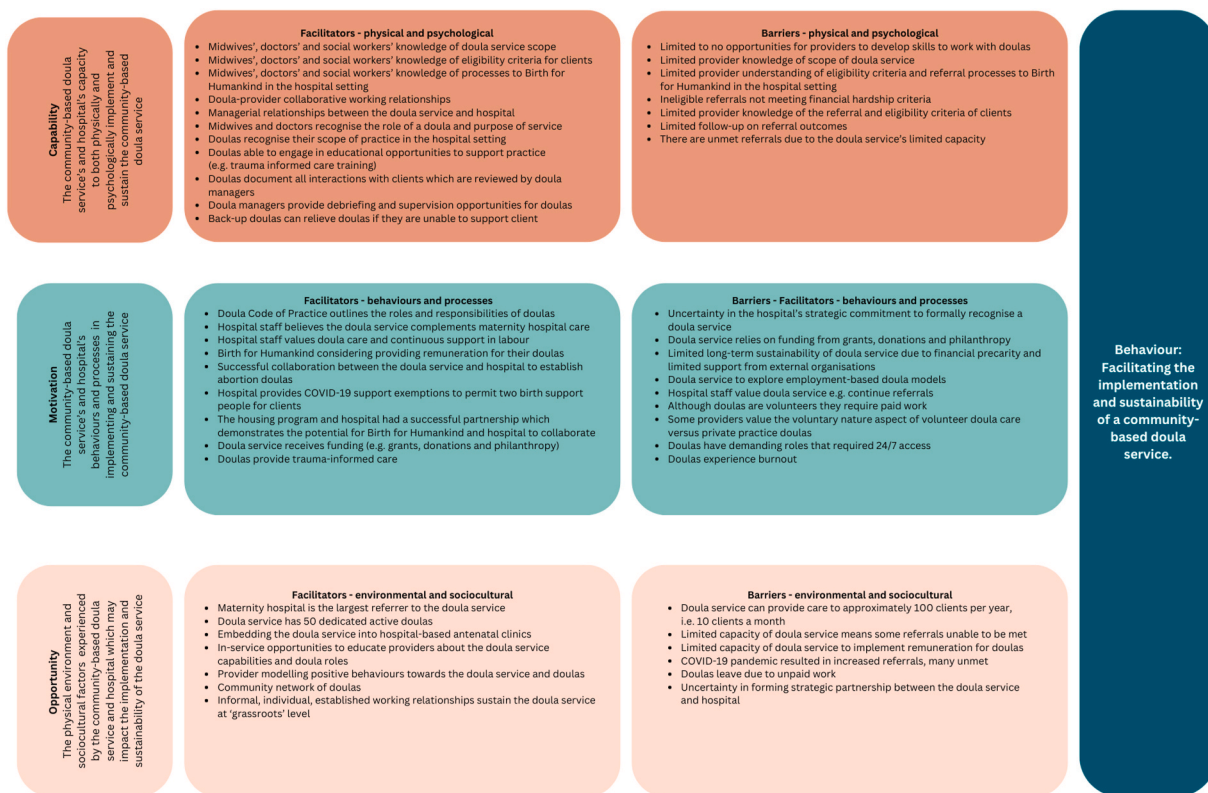 Capability
The community-based doula
service's and hospital's capacity
to both physically and
psychologically implement and
sustain the community-based
doula service
Facilitators - physical and psychological
• Midwives', doctors' and social workers' knowledge of doula service scope
• Midwives', doctors' and social workers' knowledge of eligibility criteria for clients
• Midwives', doctors' and social workers' knowledge of processes to Birth for
Humankind in the hospital setting
• Doula-provider collaborative working relationships
• Managerial relationships between the doula service and hospital
• Midwives and doctors recognise the role of a doula and purpose of service
• Doulas recognise their scope of practice in the hospital setting
• Doulas able to engage in educational opportunities to support practice
(e.g. trauma informed care training)
• Doulas document all interactions with clients which are reviewed by doula
managers
• Doula managers provide debriefing and supervision opportunities for doulas
• Back-up doulas can relieve doulas if they are unable to support client
Barriers - physical and psychological
• Limited to no opportunities for providers to develop skills to work with doulas
• Limited provider knowledge of scope of doula service
• Limited provider understanding of eligibility criteria and referral processes to Birth
for Humankind in the hospital setting
• Ineligible referrals not meeting financial hardship criteria
• Limited provider knowledge of the referral and eligibility criteria of clients
• Limited follow-up on referral outcomes
• There are unmet referrals due to the doula service's limited capacity
Motivation
The community-based doula
service's and hospital's
behaviours and processes in
implementing and sustaining the
community-based doula service
Facilitators - behaviours and processes
• Doula Code of Practice outlines the roles and responsibilities of doulas
• Hospital staff believes the doula service complements maternity hospital care
• Hospital staff values doula care and continuous support in labour
• Birth for Humankind considering providing remuneration for their doulas
• Successful collaboration between the doula service and hospital to establish
abortion doulas
• Hospital provides COVID-19 support exemptions to permit two birth support
people for clients
• The housing program and hospital had a successful partnership which
demonstrates the potential for Birth for Humankind and hospital to collaborate
• Doula service receives funding (e.g. grants, donations and philanthropy)
• Doulas provide trauma-informed care
Barriers - Facilitators - behaviours and processes
• Uncertainty in the hospital's strategic commitment to formally recognise a
doula service
• Doula service relies on funding from grants, donations and philanthropy
• Limited long-term sustainability of doula service due to financial precarity and
limited support from external organisations
• Doula service to explore employment-based doula models
• Hospital staff value doula service e.g. continue referrals
• Although doulas are volunteers they require paid work
• Some providers value the voluntary nature aspect of volunteer doula care
versus private practice doulas
• Doulas have demanding roles that required 24/7 access
• Doulas experience burnout
Opportunity
The physical environment and
sociocultural factors experienced
by the community-based doula
service and hospital which may
impact the implementation and
sustainability of the doula service
Facilitators - environmental and sociocultural
• Maternity hospital is the largest referrer to the doula service
• Doula service has 50 dedicated active doulas
• Embedding the doula service into hospital-based antenatal clinics
• In-service opportunities to educate providers about the doula service
capabilities and doula roles
• Provider modelling positive behaviours towards the doula service and doulas
• Community network of doulas
• Informal, individual, established working relationships sustain the doula service
at 'grassroots' level
Barriers - environmental and sociocultural
• Doula service can provide care to approximately 100 clients per year,
i.e. 10 clients a month
• Limited capacity of doula service means some referrals unable to be met
• Limited capacity of doula service to implement remuneration for doulas
• COVID-19 pandemic resulted in increased referrals, many unmet
• Doulas leave due to unpaid work
• Uncertainty in forming strategic partnership between the doula service
and hospital
Behaviour:
Facilitating the
implementation
and sustainability
of a community-
based doula
service.